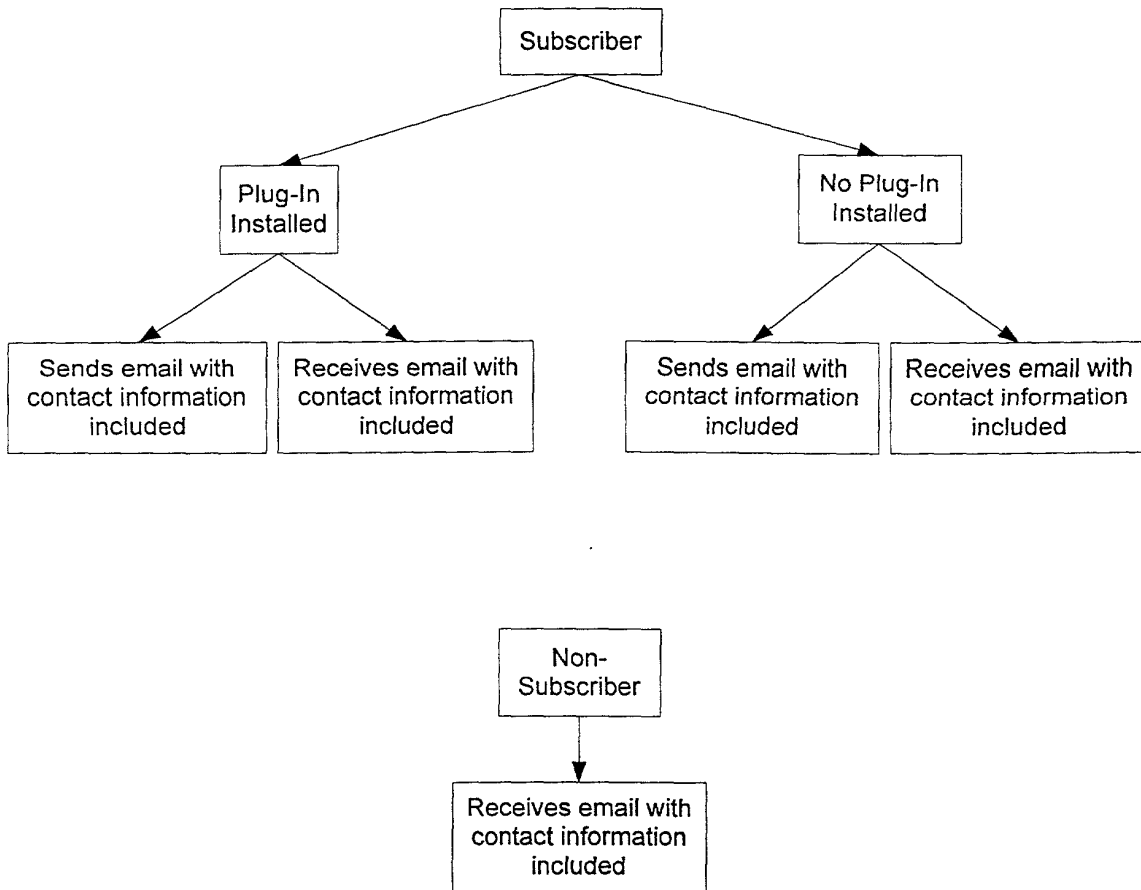 Subscriber
Plug-In
Installed
No Plug-In
Installed
Sends email with
contact information
included
Receives email with
contact information
included
Sends email with
contact information
included
Receives email with
contact information
included
Non-
Subscriber
Receives email with
contact information
included